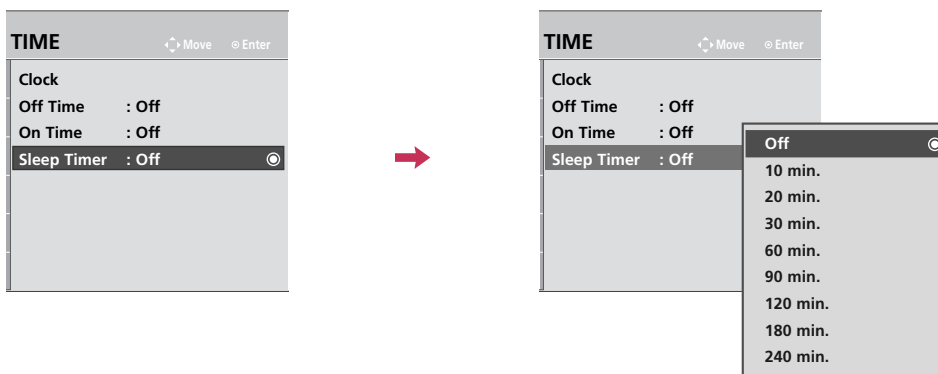 TIME Move Enter
Clock
Off Time : Off
On Time : Off
Sleep Timer : Off
TIME Move Enter
Clock
Off Time : Off
On Time : Off
Sleep Timer : Off
Off
10 min.
20 min.
30 min.
60 min.
90 min.
120 min.
180 min.
240 min.